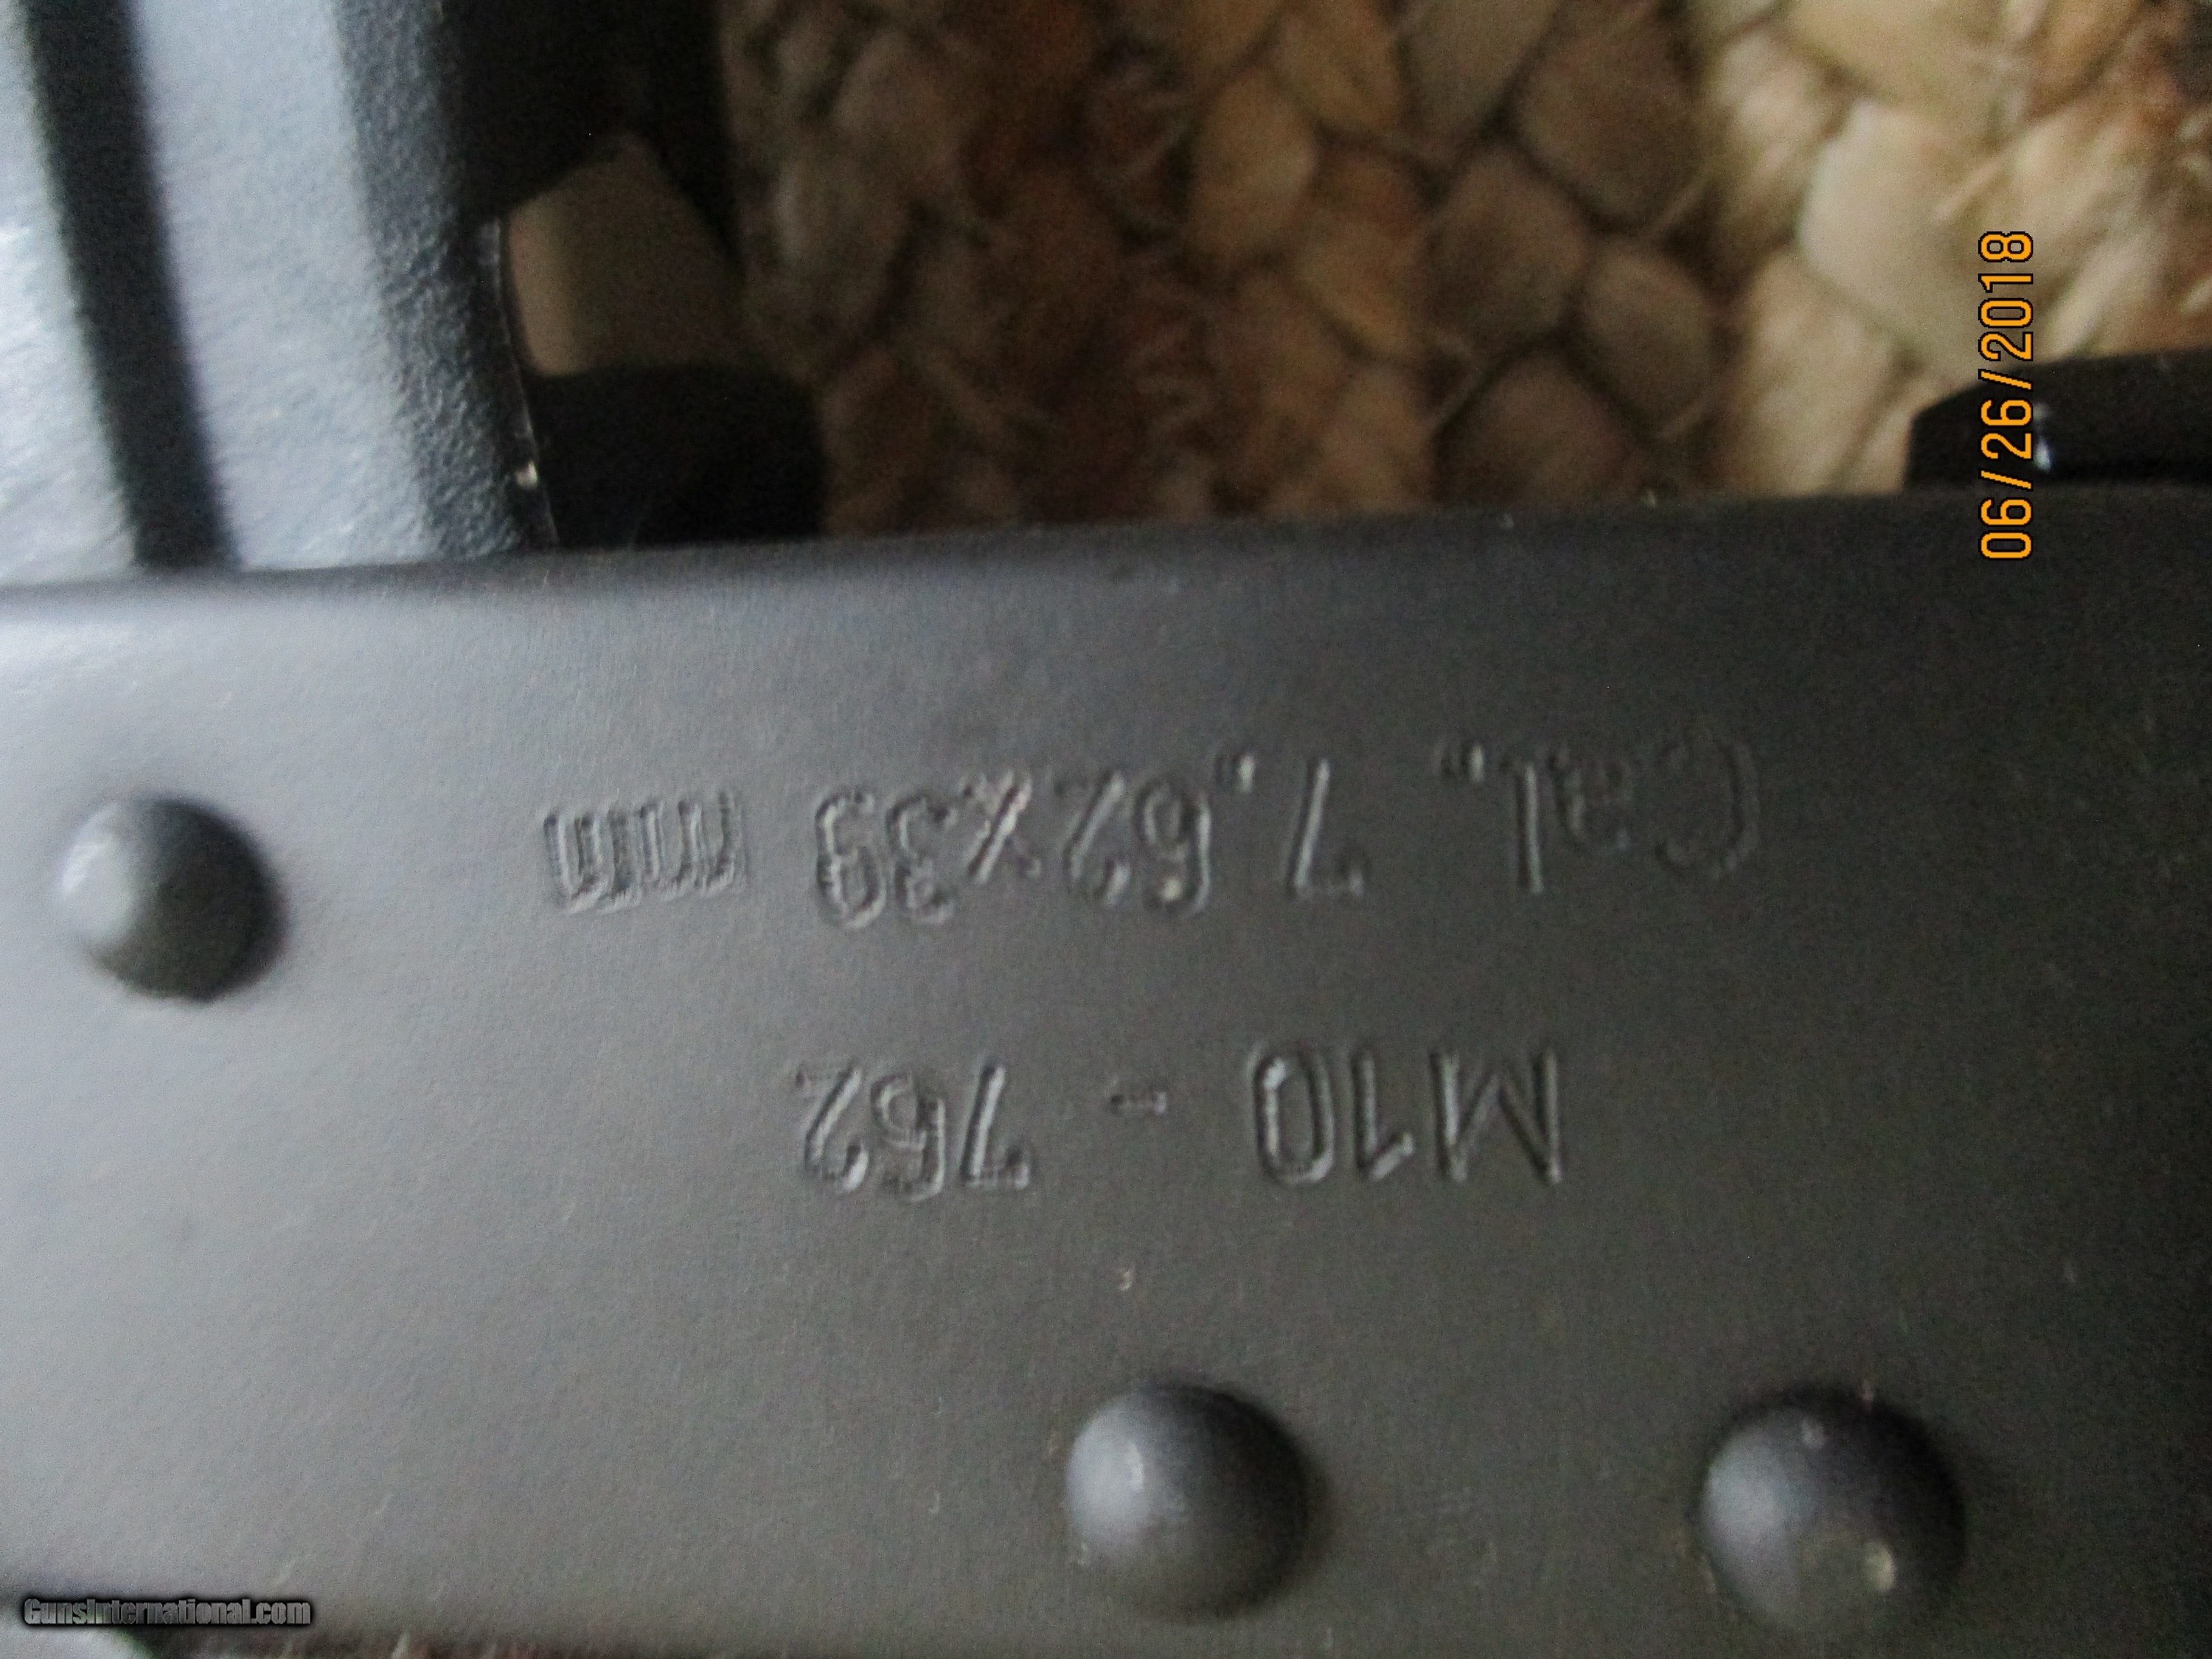 M10 - 762
Cal. 7.62x39 mm
06/26/2018
GunsInternational.com